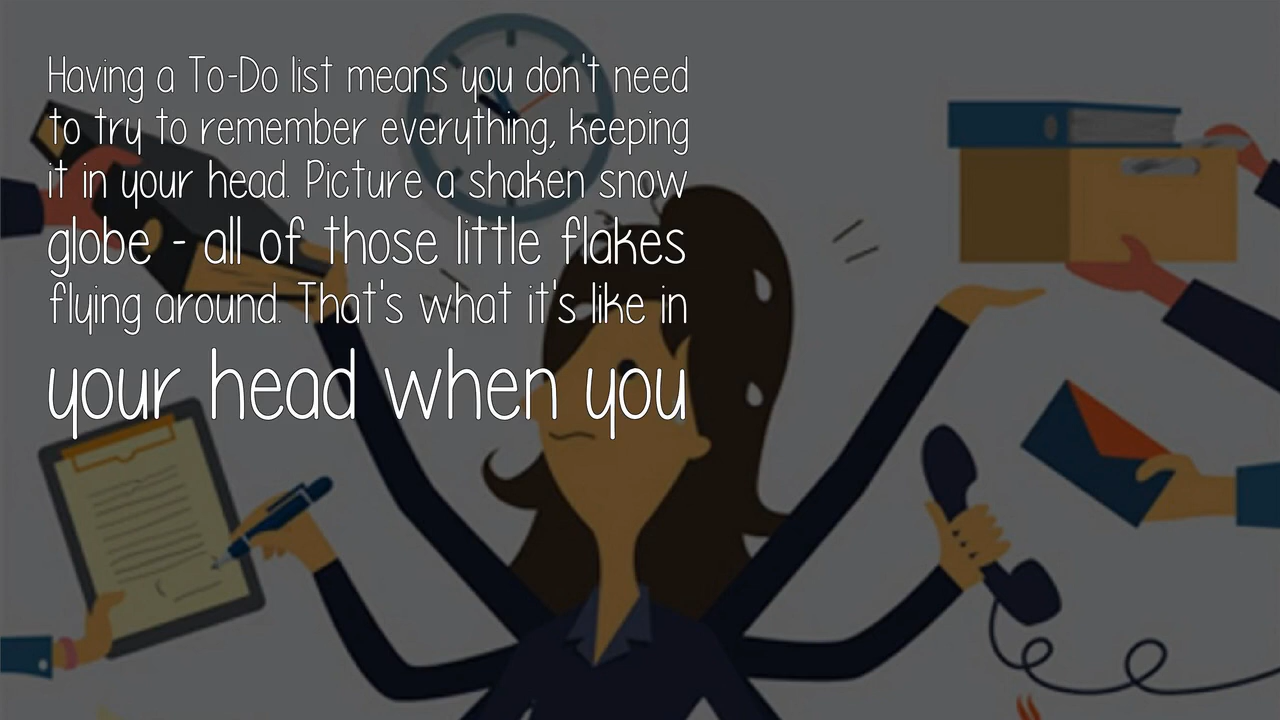 Having a To-Do list means you don't need
to try to remember everything, keeping
it in your head. Picture a shaken snow
globe - all of those little flakes
flying around. That's what it's like in
your head when you